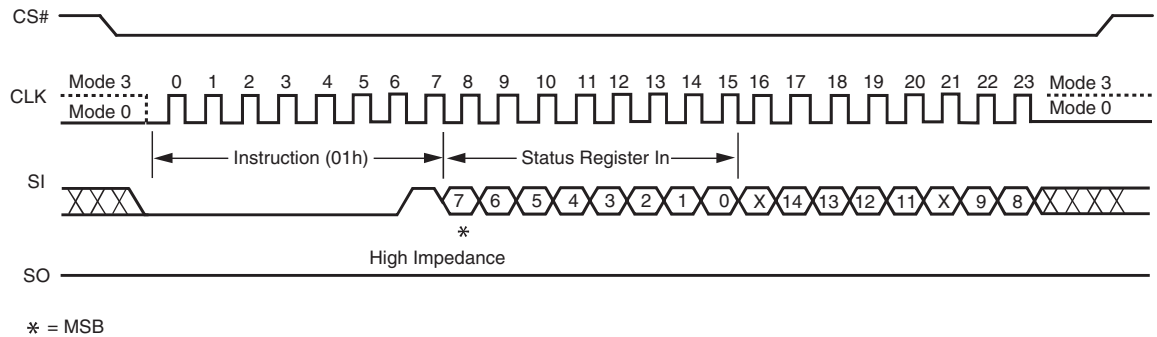 CS#
Mode 3 0 1 2 3 4 5 6 7 8 9 10 11 12 13 14 15 16 17 18 19 20 21 22 23 Mode 3
CLK
Mode 0 Mode 0
Instruction (01h) Status Register In
SI
7 6 5 4 3 2 1 0 X 14 13 12 11 X 9 8
*
High Impedance
SO
* = MSB